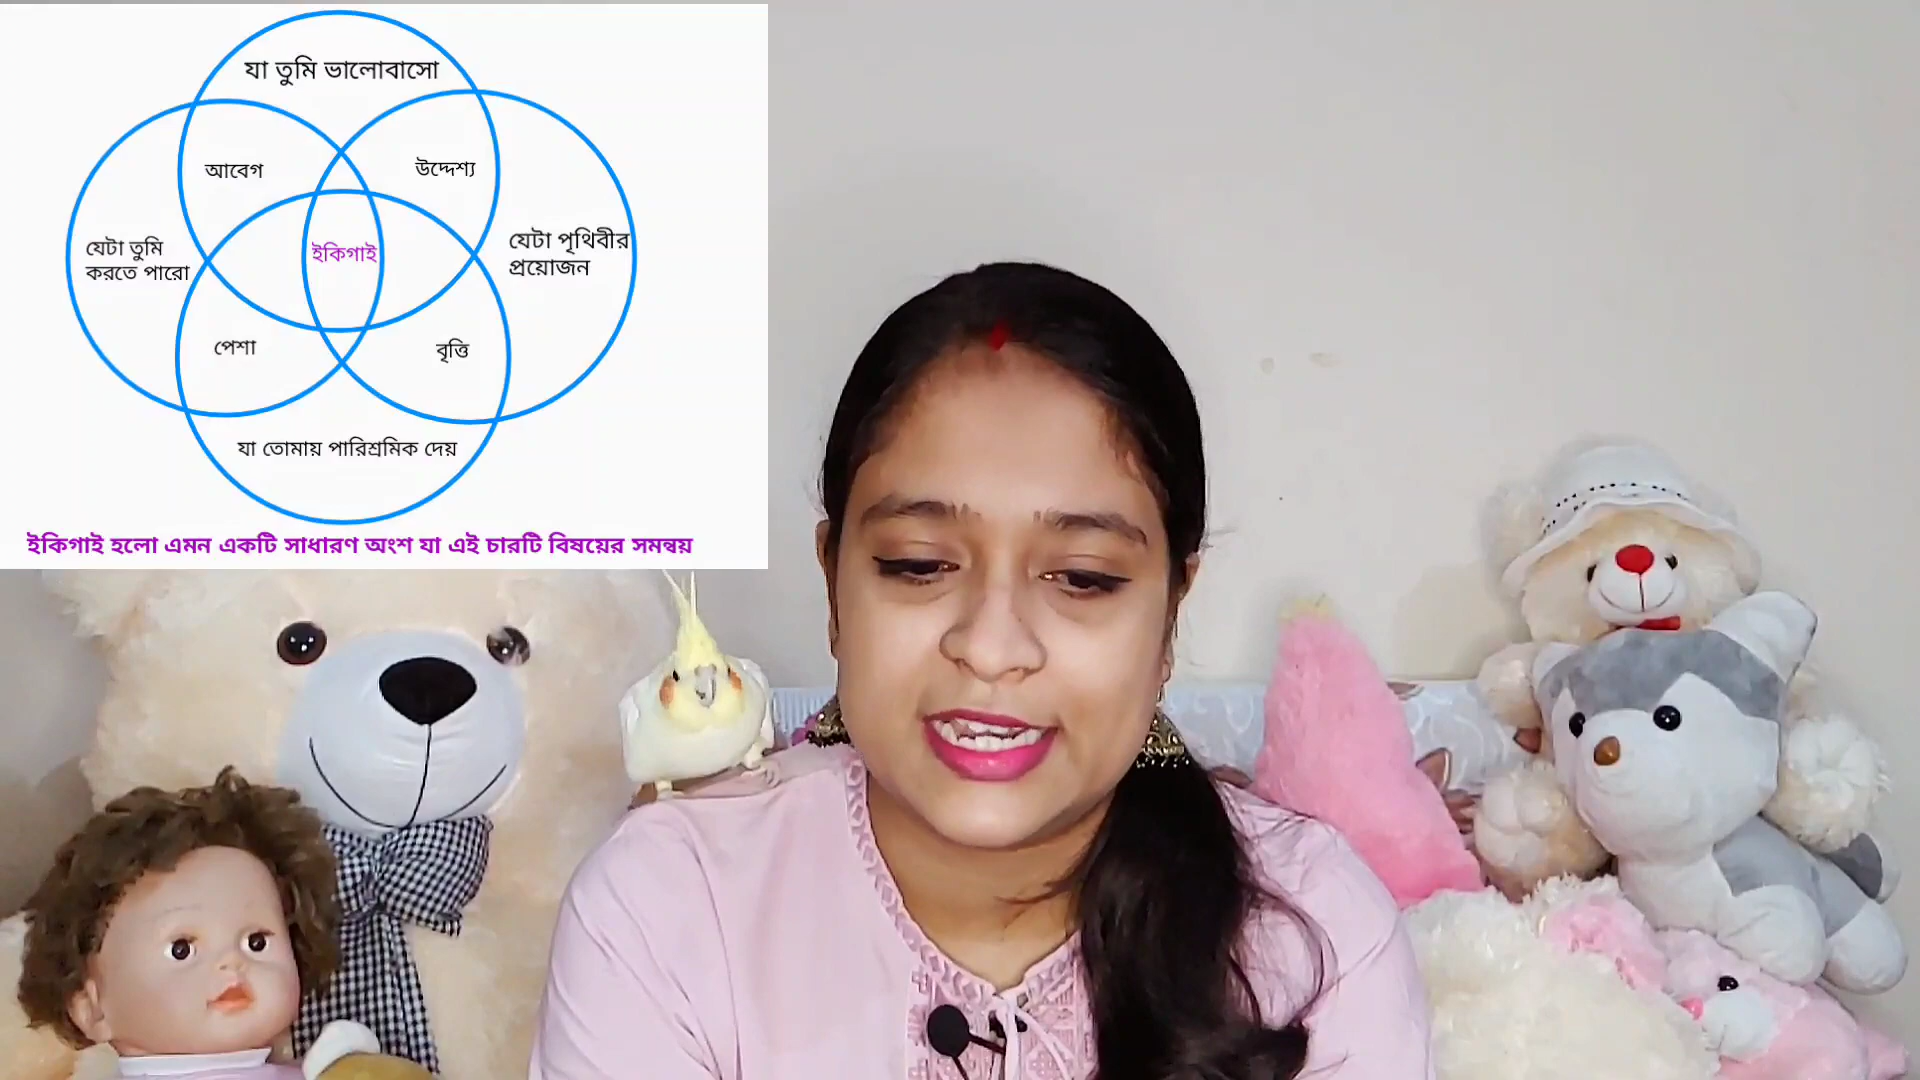 যা তুমি ভালোবাসো
আবেগ
উদ্দেশ্য
যেটা তুমি
করতে পারো
ইকিগাই
যেটা পৃথিবীর
প্রয়োজন
পেশা
বৃত্তি
যা তোমায় পারিশ্রমিক দেয়
ইকিগাই হলো এমন একটি সাধারণ অংশ যা এই চারটি বিষয়ের সমন্বয়